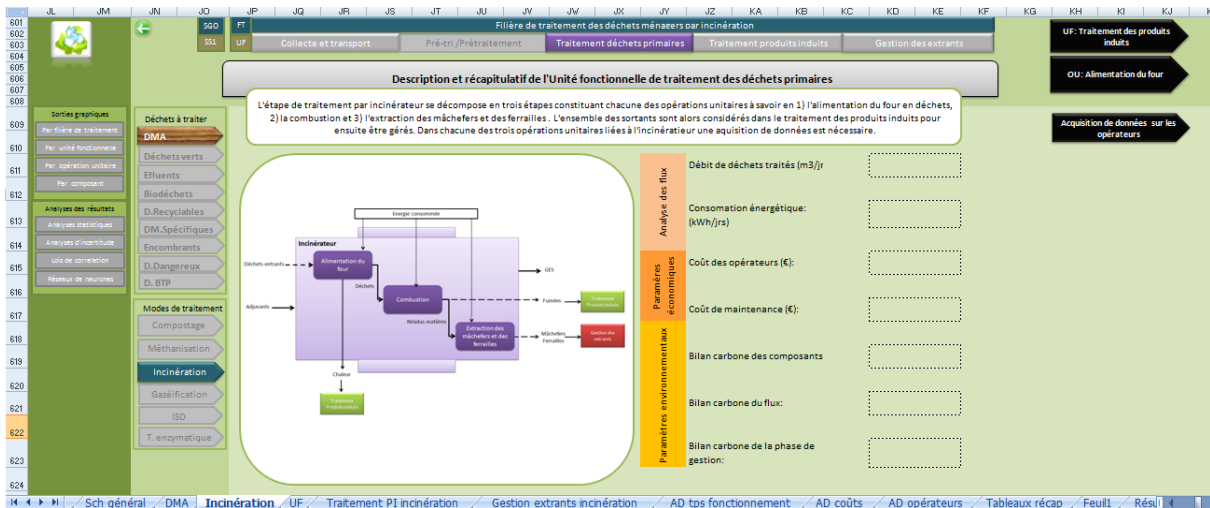 JL JM JN JO JP JQ JR JS JT JU JV JW JX JY JZ KA KB KC KD KE KF KG KH KI KJ
601
602
603
604
605
606
607
608
609
610
611
612
613
614
615
616
617
618
619
620
621
622
623
624
SGO
SS1
FT
UF
Filière de traitement des déchets ménagers par incinération
Collecte et transport
Pré-tri /Prétraitement
Traitement déchets primaires
Traitement produits induits
Gestion des extrants
UF: Traitement des produits
induits
OU: Alimentation du four
Acquisition de données sur les
opérateurs
Description et récapitulatif de l'Unité fonctionnelle de traitement des déchets primaires
L'étape de traitement par incinérateur se décompose en trois étapes constituant chacune des opérations unitaires à savoir en 1) l'alimentation du four en déchets,
2) la combustion et 3) l'extraction des mâchefers et des ferrailles . L'ensemble des sortants sont alors considérés dans le traitement des produits induits pour
ensuite être gérés. Dans chacune des trois opérations unitaires liées à l'incinératieur une aquisition de données est nécessaire.
Sorties graphiques
Par filière de traitement
Par unité fonctionnelle
Par opération unitaire
Par composant
Analyses des résultats
Analyses statistiques
Analyses d'incertitude
Lois de correlation
Réseaux de neurones
Déchets à traiter
DMA
Déchets verts
Effluents
Biodéchets
D.Recyclables
DM.Spécifiques
Encombrants
D.Dangereux
D. BTP
Modes de traitement
Compostage
Méthanisation
Incinération
Gazéification
ISD
T. enzymatique
Energie consommée
Incinérateur
Déchets entrants
Alimentation du
four
Déchets
GES
Adjuvants
Combustion
Fumées
Traitement
Produits induits
Résidus matières
Extraction des
mâchefers et des
ferrailles
Mâchefers
Ferrailles
Gestion des
extrants
Chaleur
Traitement
Produits induits
Analyse des flux
Débit de déchets traités (m3/jr
Consomation énergétique:
(kWh/jrs)
Paramères
économiques
Coût des opérateurs (€):
Coût de maintenance (€):
Paramètres environnementaux
Bilan carbone des composants
Bilan carbone du flux:
Bilan carbone de la phase de
gestion:
Sch général DMA Incinération UF Traitement PI incinération Gestion extrants incinération AD tps fonctionnement AD coûts AD opérateurs Tableaux récap Feuil1 Résu